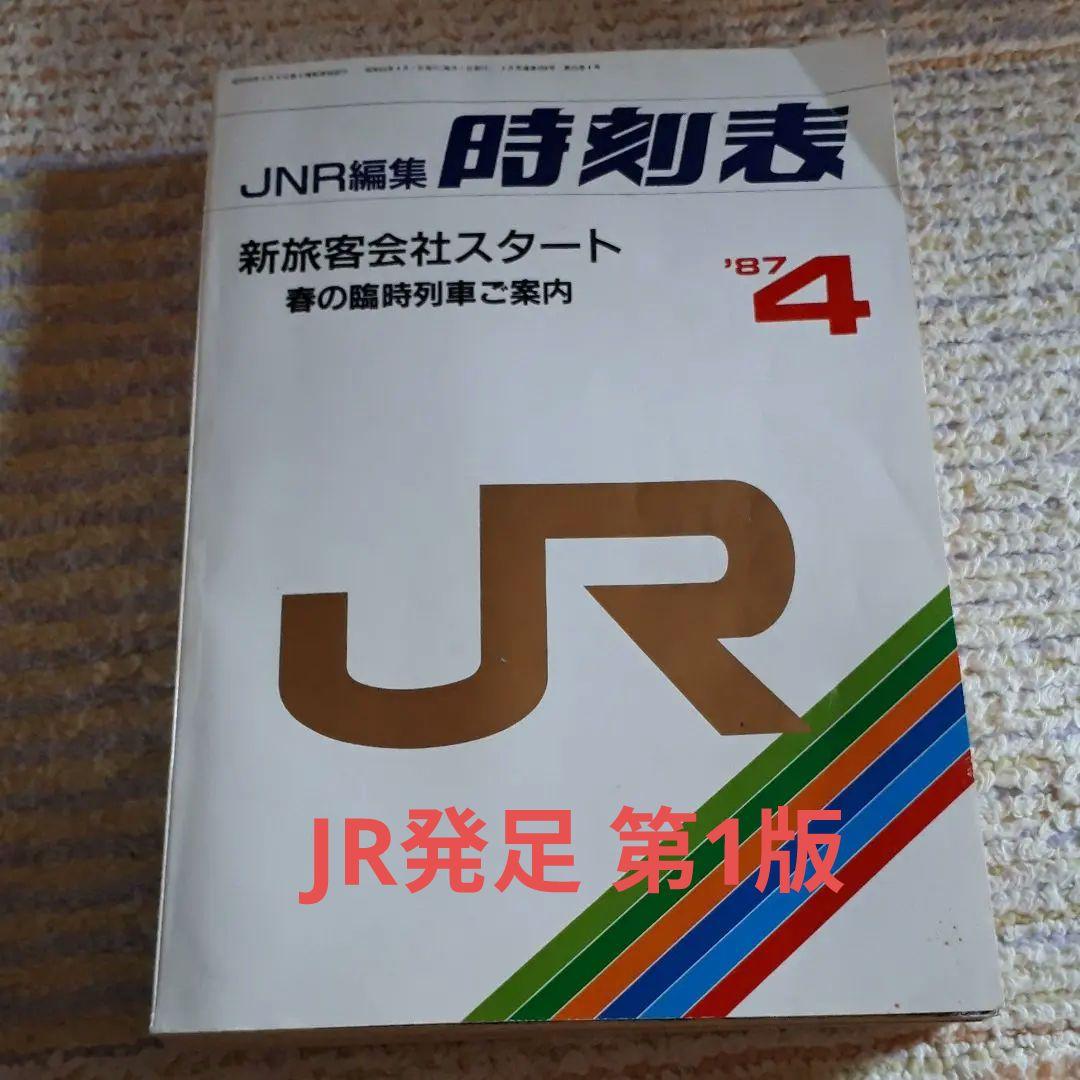 JNR編集 時刻表
新旅客会社スタート
'87 4
春の臨時列車ご案内
JR
JR発足 第1版